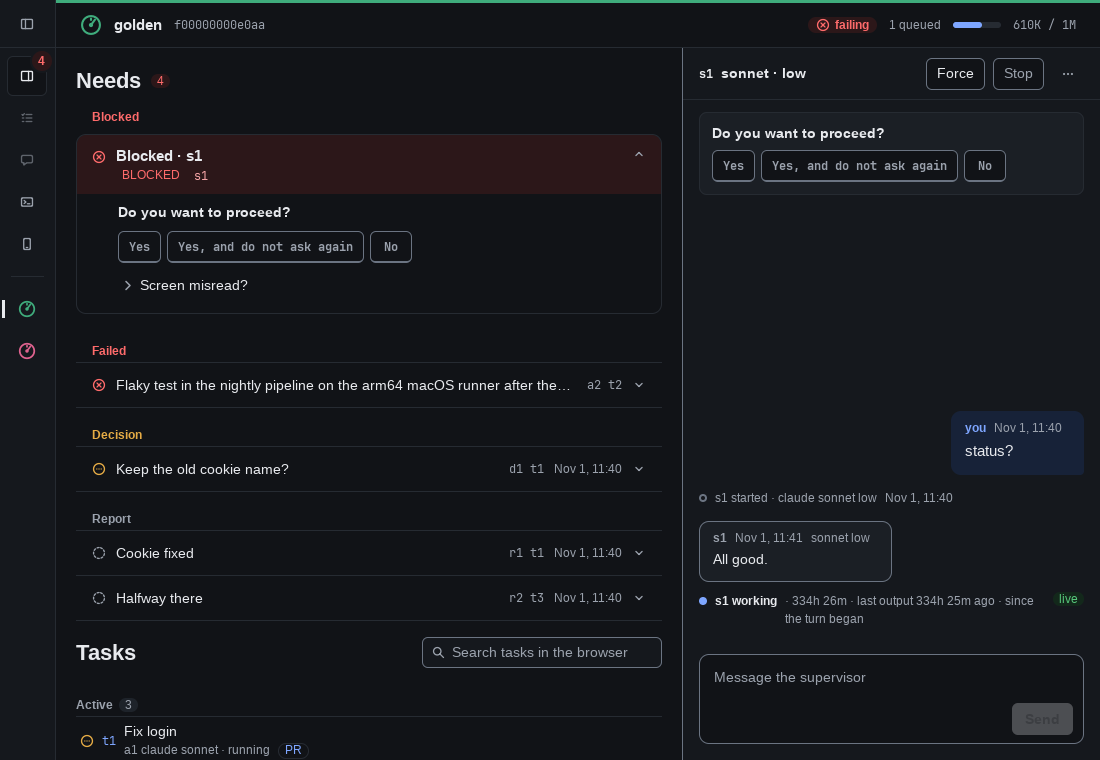 golden f00000000e0aa
failing 1 queued 610K / 1M
4
Needs 4
Blocked
Blocked · s1
BLOCKED s1
Do you want to proceed?
Yes Yes, and do not ask again No
Screen misread?
Failed
Flaky test in the nightly pipeline on the arm64 macOS runner after the… a2 t2
Decision
Keep the old cookie name? d1 t1 Nov 1, 11:40
Report
Cookie fixed r1 t1 Nov 1, 11:40
Halfway there r2 t3 Nov 1, 11:40
Tasks
Search tasks in the browser
Active 3
t1 Fix login
a1 claude sonnet · running PR
s1 sonnet · low Force Stop
Do you want to proceed?
Yes Yes, and do not ask again No
you Nov 1, 11:40
status?
s1 started · claude sonnet low Nov 1, 11:40
s1 Nov 1, 11:41 sonnet low
All good.
s1 working · 334h 26m · last output 334h 25m ago · since live
the turn began
Message the supervisor
Send